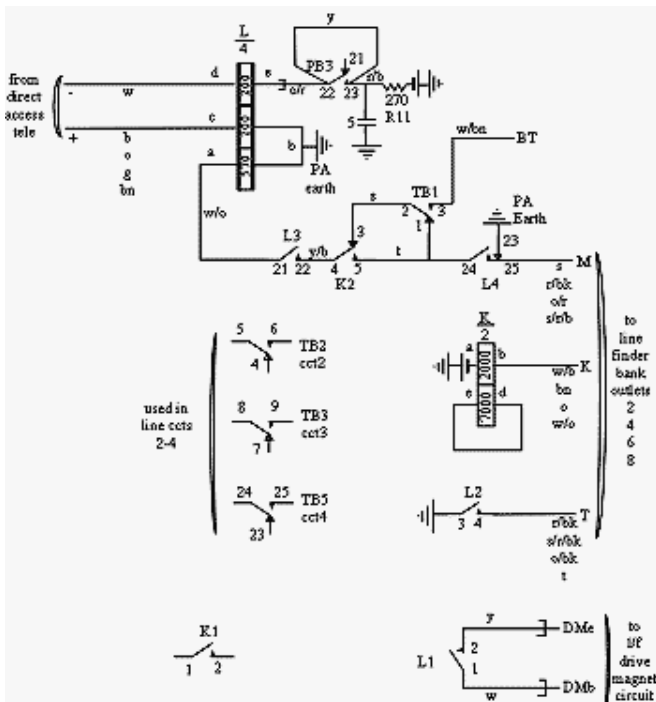 y
L
4
from
direct
access
tele
-
w
d
200
e
o/r
PB3
21
22
23
r/b
270
R11
5
+
b
o
g
bn
c
200
b
PA
earth
a
570
w/o
w/bn
BT
s
2
TB1
3
1
PA
Earth
23
L3
21
22
y/b
3
4
5
K2
t
24
25
L4
s
M
r/bk
o/r
s/r/b
5
6
TB2
4
cct2
K
2
a
2000
b
w/b
K
bn
o
w/o
e
7000
d
to
line
finder
bank
outlets
2
4
6
8
used in
line ccts
2-4
8
9
TB3
cct3
7
24
25
TB5
cct4
23
L2
3
4
T
r/bk
s/r/bk
o/bk
t
K1
1
2
y
DMe
L1
2
1
w
DMb
to
l/f
drive
magnet
circuit